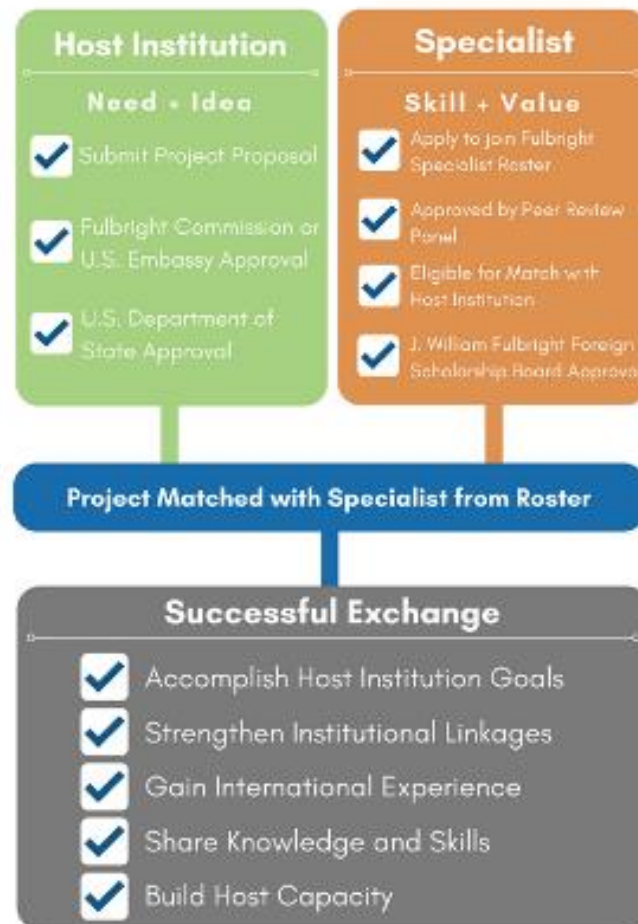 Host Institution
Need + Idea
Submit Project Proposal
Fulbright Commission or
U.S. Embassy Approval
U.S. Department of
State Approval
Specialist
Skill + Value
Apply to join Fulbright
Specialist Roster
Approved by Peer Review
Panel
Eligible for Match with
Host Institution
J. William Fulbright Foreign
Scholarship Board Approval
Project Matched with Specialist from Roster
Successful Exchange
Accomplish Host Institution Goals
Strengthen Institutional Linkages
Gain International Experience
Share Knowledge and Skills
Build Host Capacity